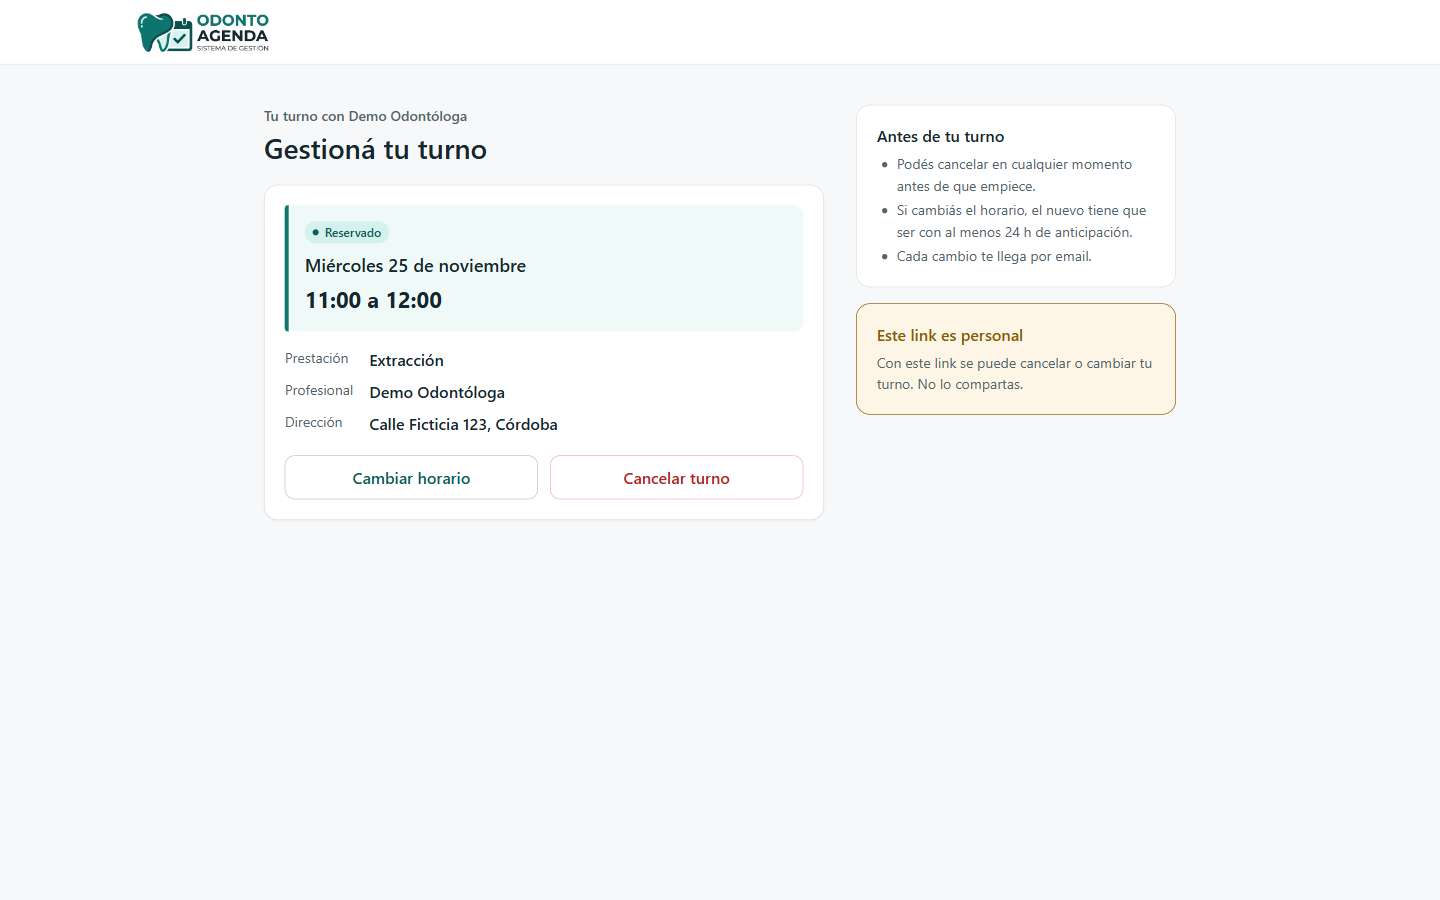 ODONTO
AGENDA
SISTEMA DE GESTIÓN
Tu turno con Demo Odontóloga
Gestioná tu turno
Reservado
Miércoles 25 de noviembre
11:00 a 12:00
Prestación Extracción
Profesional Demo Odontóloga
Dirección Calle Ficticia 123, Córdoba
Cambiar horario
Cancelar turno
Antes de tu turno
Podés cancelar en cualquier momento
antes de que empiece.
Si cambiás el horario, el nuevo tiene que
ser con al menos 24 h de anticipación.
Cada cambio te llega por email.
Este link es personal
Con este link se puede cancelar o cambiar tu
turno. No lo compartas.